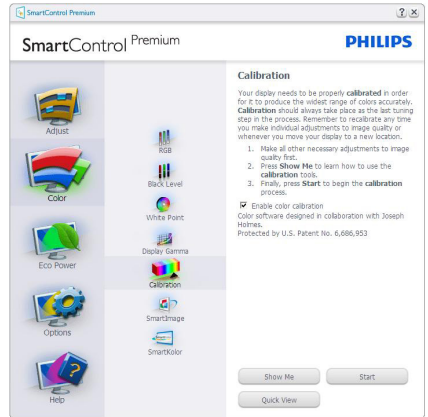 SmartControl Premium
SmartControl Premium
PHILIPS
Adjust
Color
Eco Power
Options
Help
RGB
Black Level
White Point
Display Gamma
Calibration
SmartImage
SmartKolor
Calibration
Your display needs to be properly calibrated in order
for it to produce the widest range of colors accurately.
Calibration should always take place as the last tuning
step in the process. Remember to recalibrate any time
you make individual adjustments to image quality or
whenever you move your display to a new location.
1. Make all other necessary adjustments to image
quality first.
2. Press Show Me to learn how to use the
calibration tools.
3. Finally, press Start to begin the calibration
process.
Enable color calibration
Color software designed in collaboration with Joseph
Holmes.
Protected by U.S. Patent No. 6,686,953
Show Me
Start
Quick View